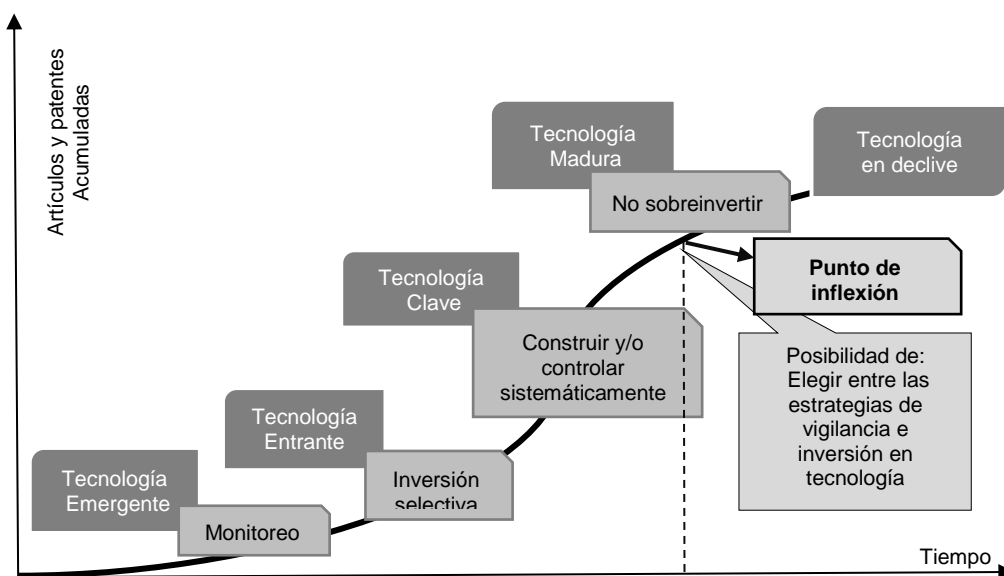 Artículos y patentes
Acumuladas
Tecnología
Emergente
Monitoreo
Tecnología
Entrante
Inversión
selectiva
Tecnología
Clave
Construir y/o
controlar
sistemáticamente
Tecnología
Madura
No sobreinvertir
Tecnología
en declive
Punto de
inflexión
Posibilidad de:
Elegir entre las
estrategias de
vigilancia e
inversión en
tecnología
Tiempo